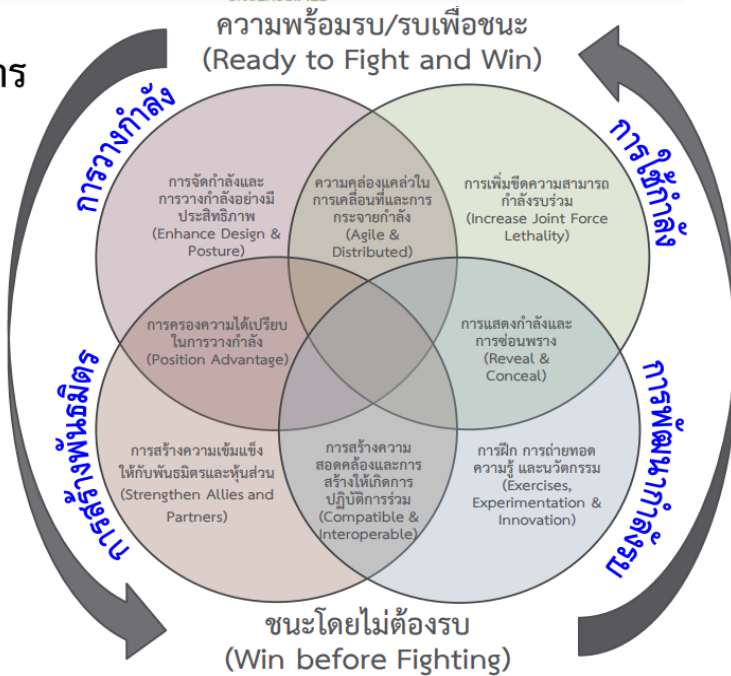 ความพร้อมรบ/รบเพื่อชนะ
(Ready to Fight and Win)
การวางกำลัง
การใช้กำลัง
การจัดกำลังและ
การวางกำลังอย่างมี
ประสิทธิภาพ
(Enhance Design &
Posture)
ความคล่องแคล่วใน
การเคลื่อนที่และการ
กระจายกำลัง
(Agile &
Distributed)
การเพิ่มขีดความสามารถ
กำลังรบร่วม
(Increase Joint Force
Lethality)
การครองความได้เปรียบ
ในการวางกำลัง
(Position Advantage)
การแสดงกำลังและ
การซ่อนพราง
(Reveal &
Conceal)
การสร้างพันธมิตร
การพัฒนากำลังรบ
การสร้างความเข้มแข็ง
ให้กับพันธมิตรและหุ้นส่วน
(Strengthen Allies and
Partners)
การสร้างความ
สอดคล้องและการ
สร้างให้เกิดการ
ปฏิบัติการร่วม
(Compatible &
Interoperable)
การฝึก การถ่ายทอด
ความรู้ และนวัตกรรม
(Exercises,
Experimentation &
Innovation)
ชนะโดยไม่ต้องรบ
(Win before Fighting)